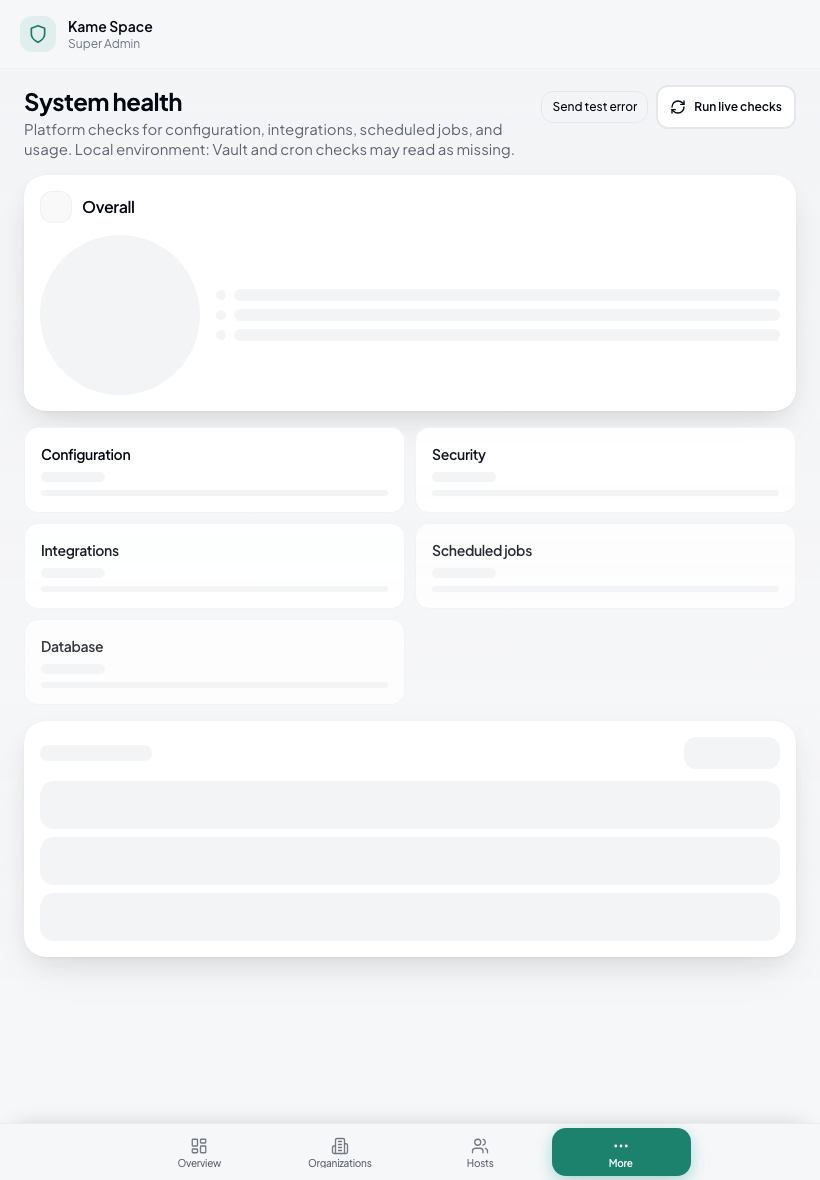 Kame Space
Super Admin
System health
Platform checks for configuration, integrations, scheduled jobs, and
usage. Local environment: Vault and cron checks may read as missing.
Send test error
Run live checks
Overall
Configuration
Security
Integrations
Scheduled jobs
Database
Overview
Organizations
Hosts
More